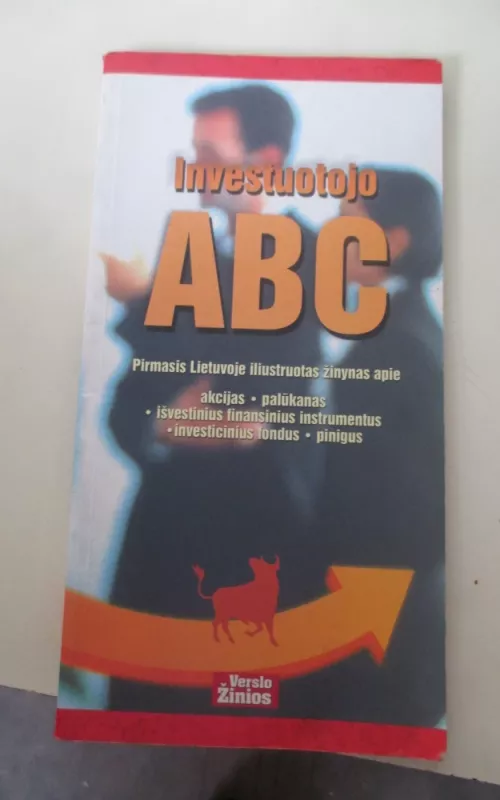 Investuotojo
ABC
Pirmasis Lietuvoje iliustruotas žinynas apie
akcijas • palūkanas
• išvestinius finansinius instrumentus
• investicinius fondus • pinigus
Verslo
Žinios